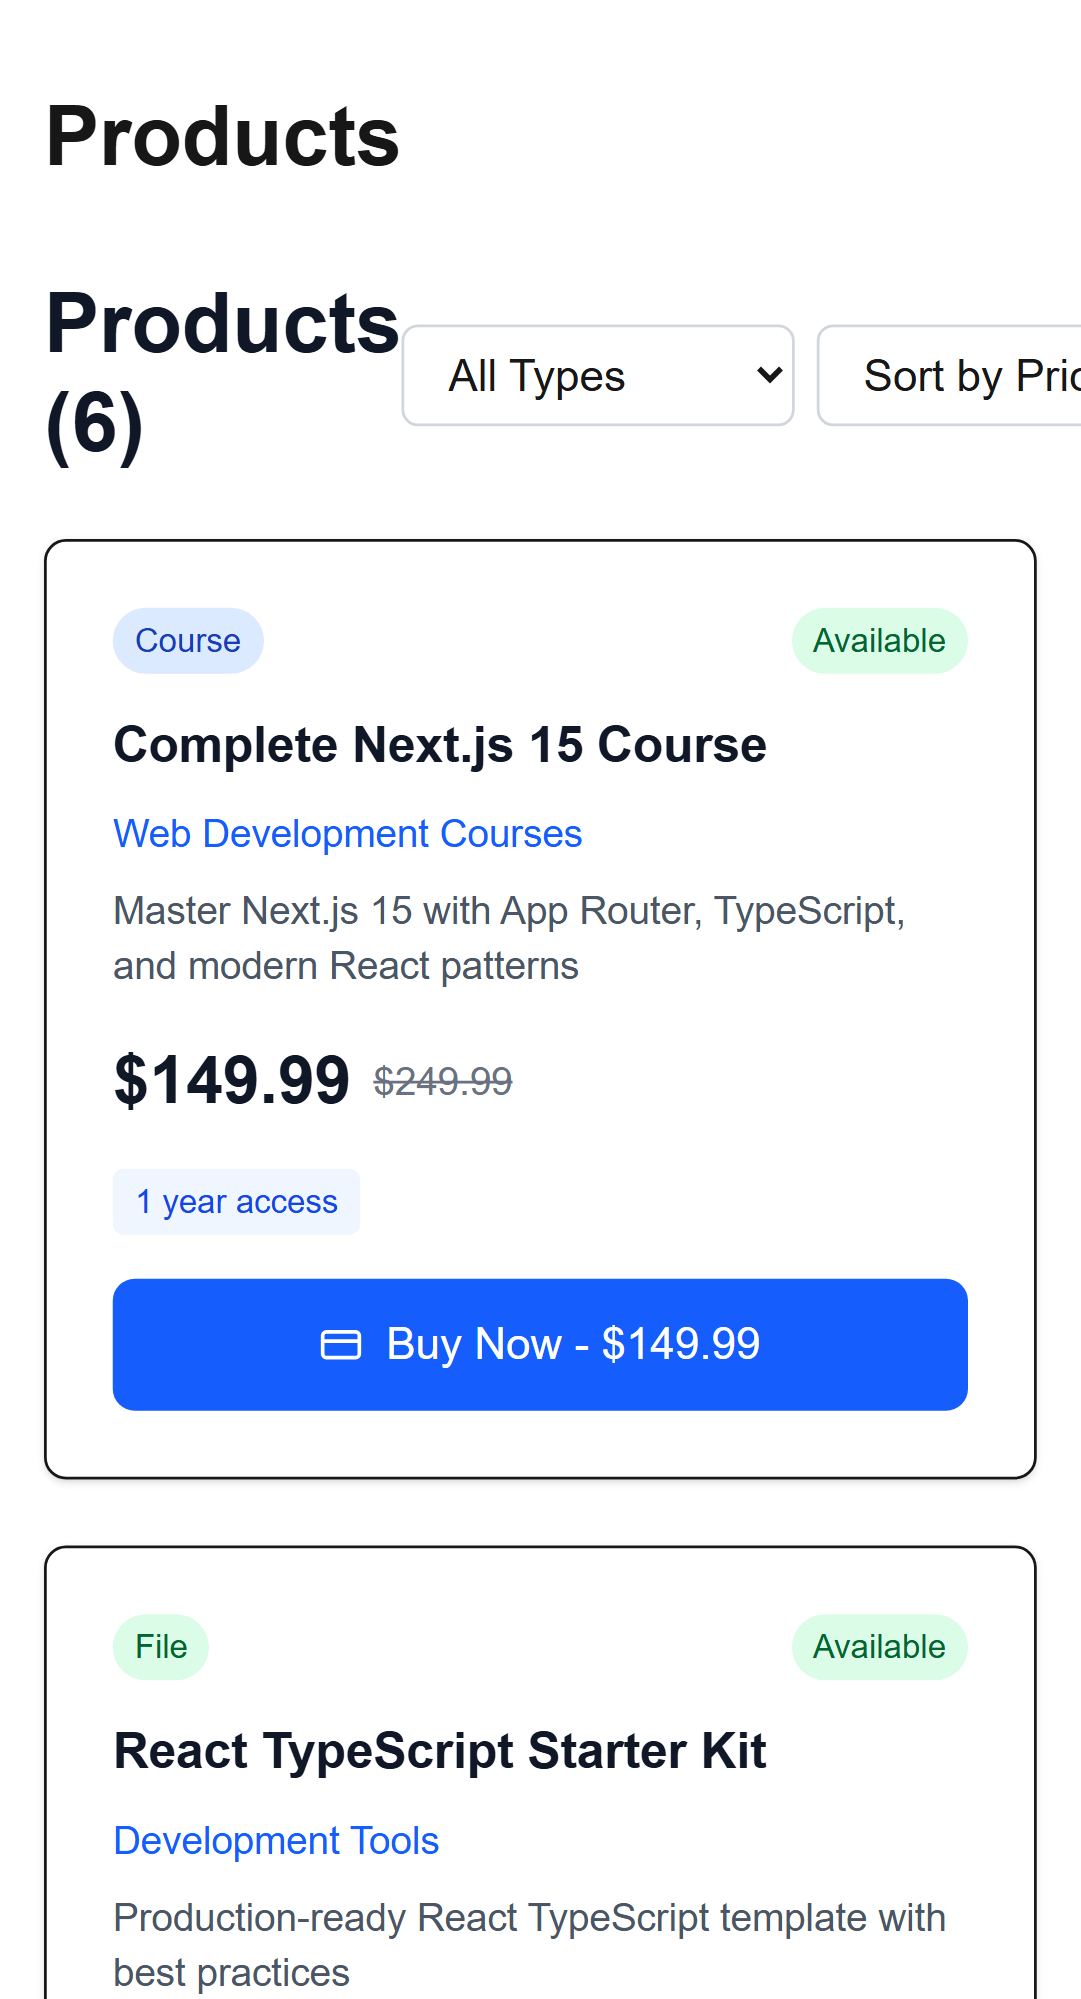 Products
Products
(6)
All Types
Sort by Pric
Course
Available
Complete Next.js 15 Course
Web Development Courses
Master Next.js 15 with App Router, TypeScript,
and modern React patterns
$149.99 $249.99
1 year access
Buy Now - $149.99
File
Available
React TypeScript Starter Kit
Development Tools
Production-ready React TypeScript template with
best practices